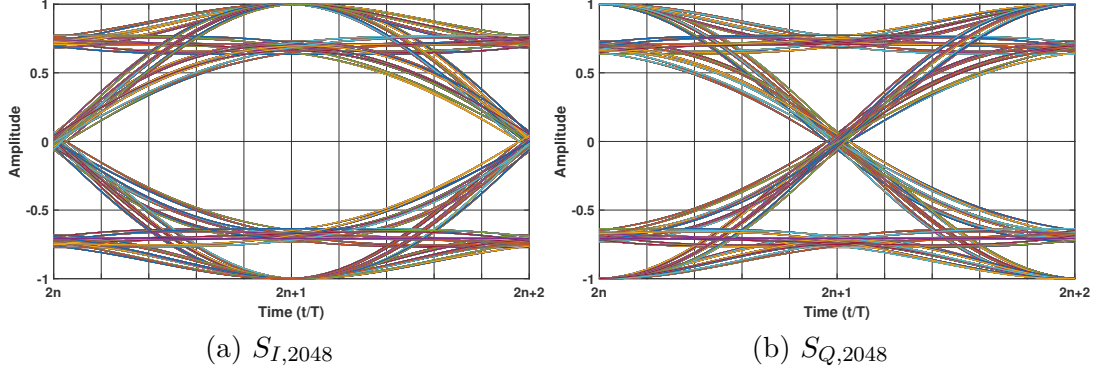 1
0.5
0
-0.5
-1
Amplitude
2n
2n+1
2n+2
Time (t/T)
(a) S_{I,2048}
1
0.5
0
-0.5
-1
Amplitude
2n
2n+1
2n+2
Time (t/T)
(b) S_{Q,2048}